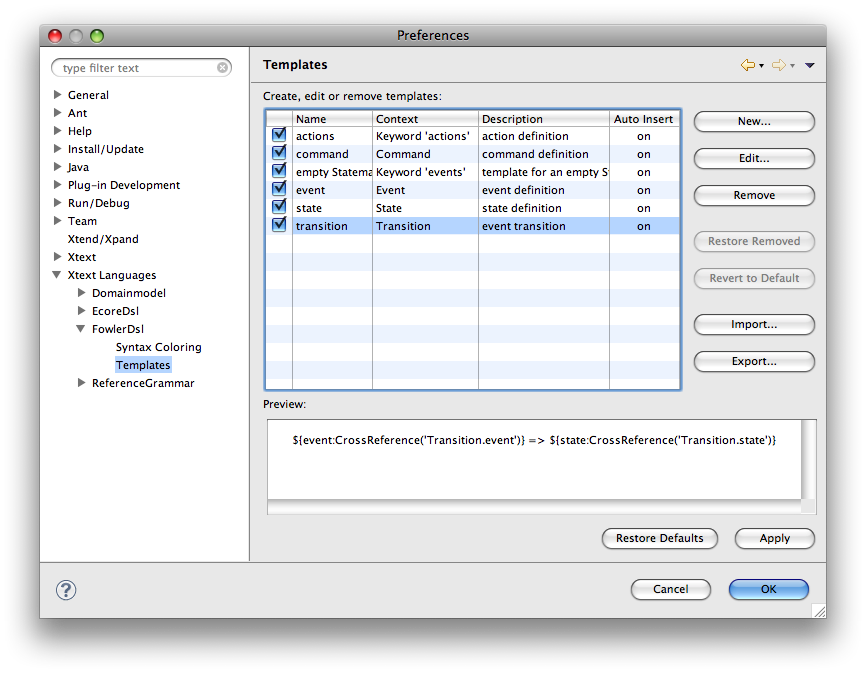 Preferences
type filter text
General
Ant
Help
Install/Update
Java
Plug-in Development
Run/Debug
Team
Xtend/Xpand
Xtext
Xtext Languages
Domainmodel
EcoreDsl
FowlerDsl
Syntax Coloring
Templates
ReferenceGrammar
Templates
Create, edit or remove templates:
Name Context Description Auto Insert
actions Keyword 'actions' action definition on
command Command command definition on
empty Statema Keyword 'events' template for an empty S on
event Event event definition on
state State state definition on
transition Transition event transition on
New...
Edit...
Remove
Restore Removed
Revert to Default
Import...
Export...
Preview:
${event:CrossReference('Transition.event')} => ${state:CrossReference('Transition.state')}
Restore Defaults Apply
? Cancel OK